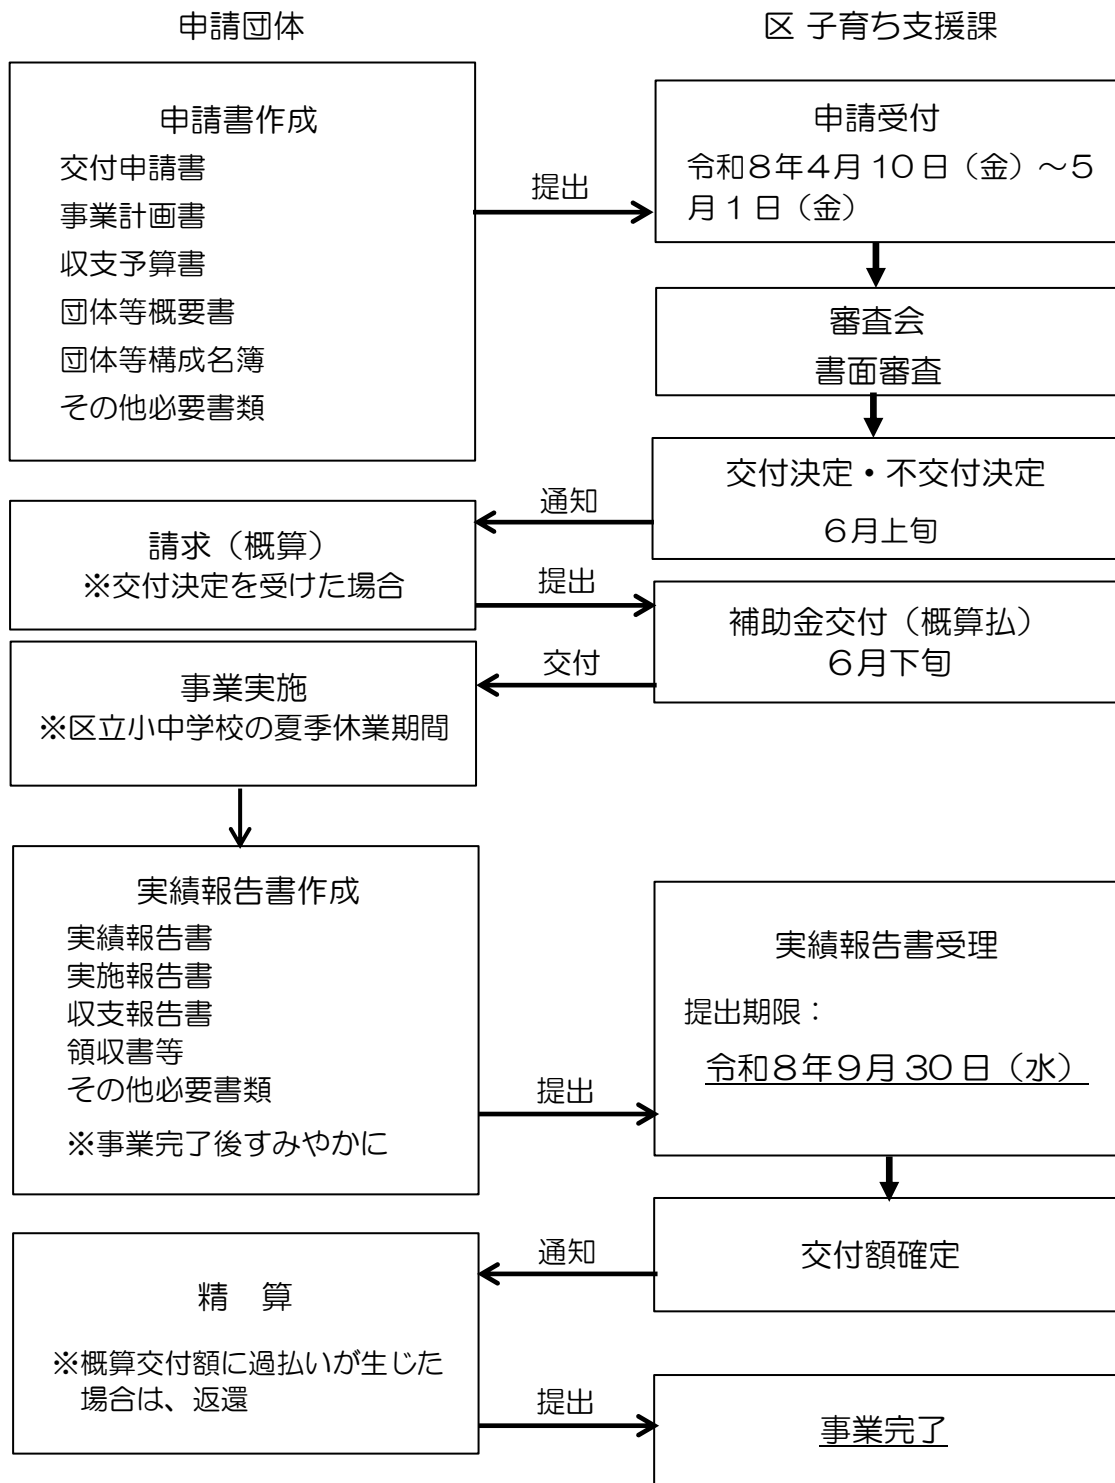 申請団体
区 子育ち支援課
申請書作成
交付申請書
事業計画書
収支予算書
団体等概要書
団体等構成名簿
その他必要書類
提出
申請受付
令和8年4月10日（金）～5
月1日（金）
審査会
書面審査
交付決定・不交付決定
6月上旬
通知
請求（概算）
※交付決定を受けた場合
提出
補助金交付（概算払）
6月下旬
交付
事業実施
※区立小中学校の夏季休業期間
実績報告書作成
実績報告書
実施報告書
収支報告書
領収書等
その他必要書類
※事業完了後すみやかに
提出
実績報告書受理
提出期限：
令和8年9月30日（水）
交付額確定
通知
精　算
※概算交付額に過払いが生じた
場合は、返還
提出
事業完了